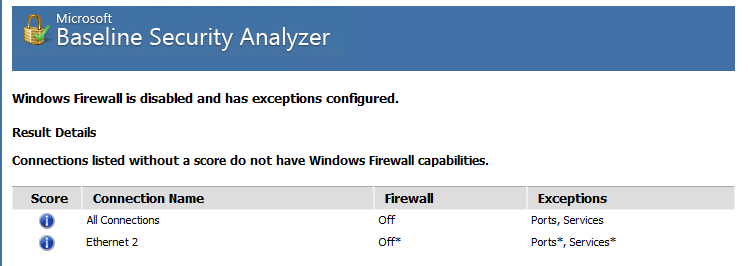 Microsoft
Baseline Security Analyzer
Windows Firewall is disabled and has exceptions configured.
Result Details
Connections listed without a score do not have Windows Firewall capabilities.
Score Connection Name Firewall Exceptions
All Connections Off Ports, Services
Ethernet 2 Off* Ports*, Services*